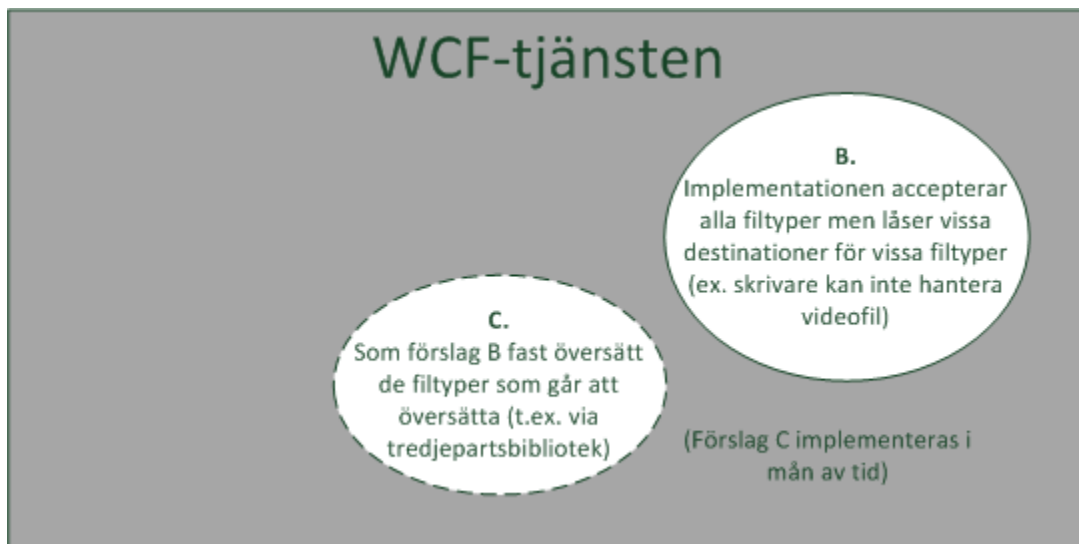 WCF-tjänsten
B.
Implementationen accepterar
alla filtyper men låser vissa
destinationer för vissa filtyper
(ex. skrivare kan inte hantera
videofil)
C.
Som förslag B fast översätt
de filtyper som går att
översätta (t.ex. via
tredjepartsbibliotek)
(Förslag C implementeras i
mån av tid)